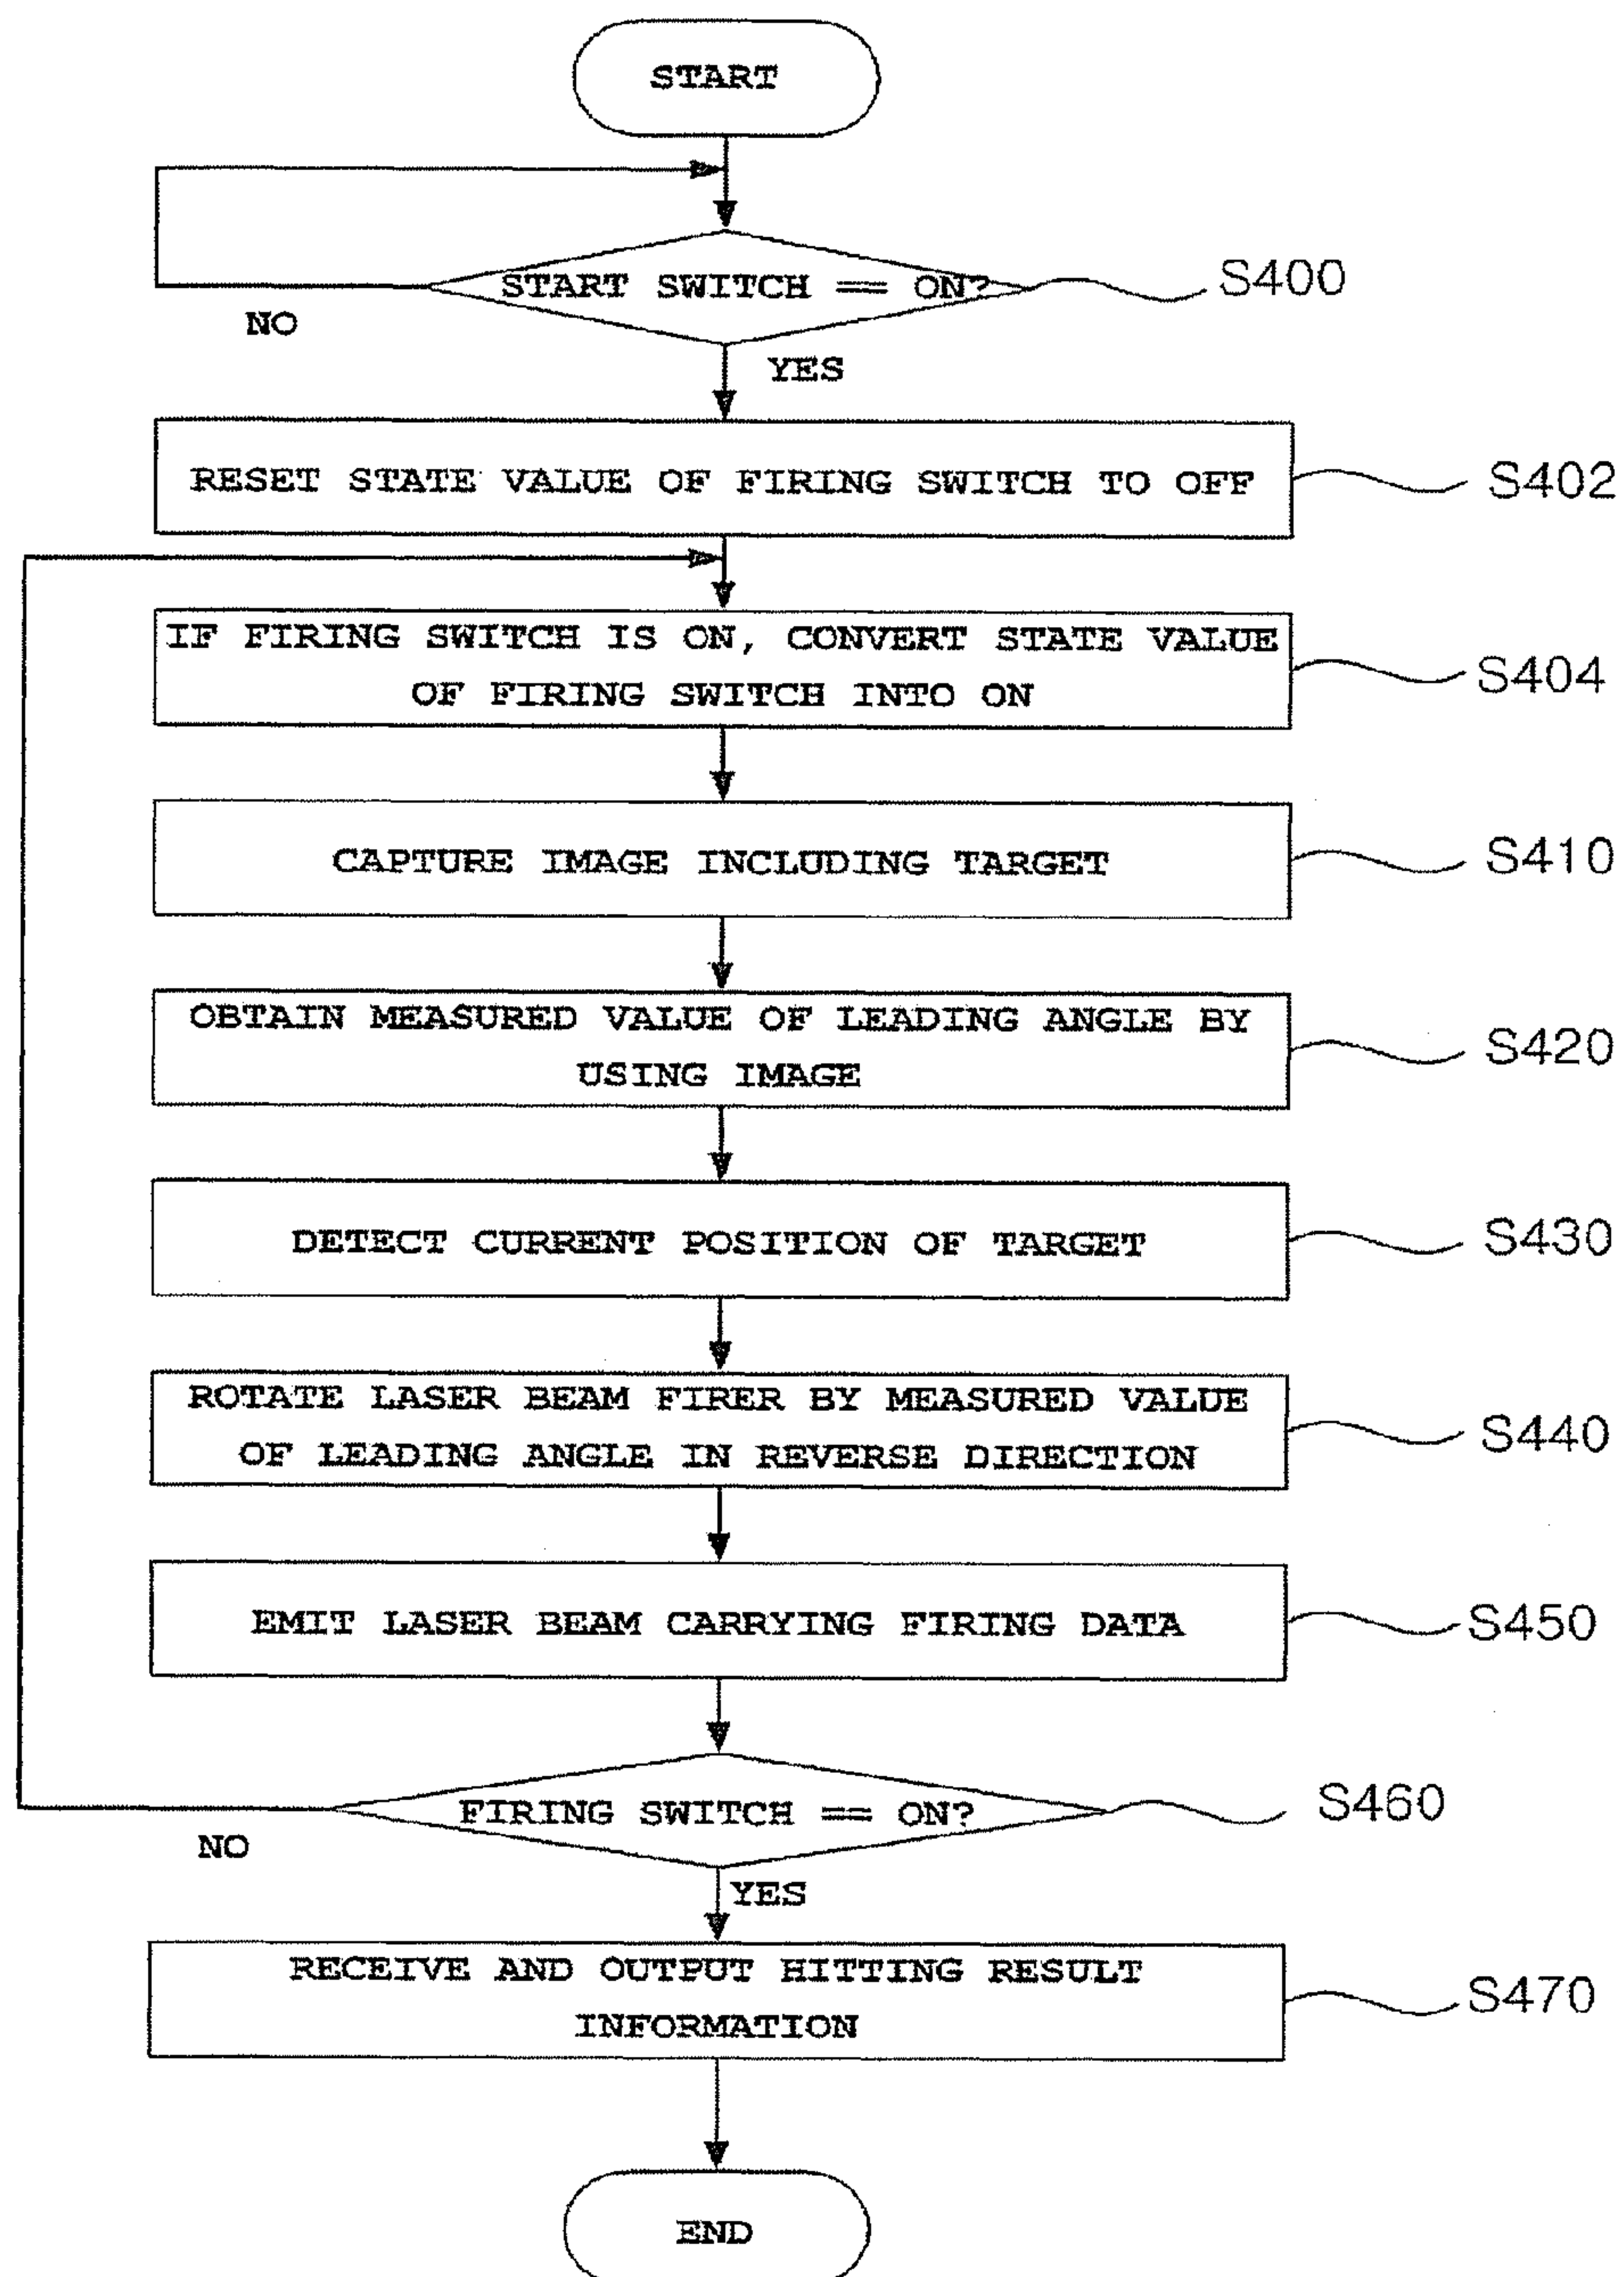 START
START SWITCH == ON?
S400
NO
YES
RESET STATE VALUE OF FIRING SWITCH TO OFF
S402
IF FIRING SWITCH IS ON, CONVERT STATE VALUE
OF FIRING SWITCH INTO ON
S404
CAPTURE IMAGE INCLUDING TARGET
S410
OBTAIN MEASURED VALUE OF LEADING ANGLE BY
USING IMAGE
S420
DETECT CURRENT POSITION OF TARGET
S430
ROTATE LASER BEAM FIRER BY MEASURED VALUE
OF LEADING ANGLE IN REVERSE DIRECTION
S440
EMIT LASER BEAM CARRYING FIRING DATA
S450
FIRING SWITCH == ON?
S460
NO
YES
RECEIVE AND OUTPUT HITTING RESULT
INFORMATION
S470
END